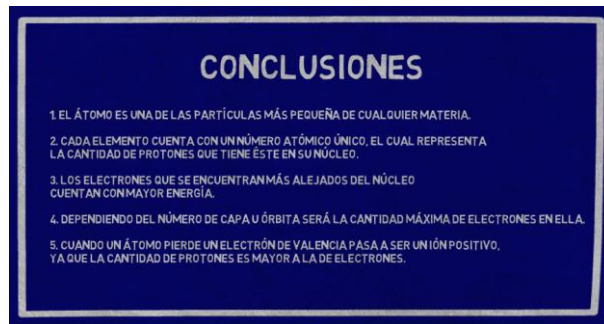 CONCLUSIONES
1. EL ÁTOMO ES UNA DE LAS PARTÍCULAS MÁS PEQUEÑA DE CUALQUIER MATERIA.
2. CADA ELEMENTO CUENTA CON UN NÚMERO ATÓMICO ÚNICO, EL CUAL REPRESENTA
LA CANTIDAD DE PROTONES QUE TIENE ÉSTE EN SU NÚCLEO.
3. LOS ELECTRONES QUE SE ENCUENTRAN MÁS ALEJADOS DEL NÚCLEO
CUENTAN CON MAYOR ENERGÍA.
4. DEPENDIENDO DEL NÚMERO DE CAPA U ÓRBITA SERÁ LA CANTIDAD MÁXIMA DE ELECTRONES EN ELLA.
5. CUANDO UN ÁTOMO PIERDE UN ELECTRÓN DE VALENCIA PASA A SER UN IÓN POSITIVO,
YA QUE LA CANTIDAD DE PROTONES ES MAYOR A LA DE ELECTRONES.